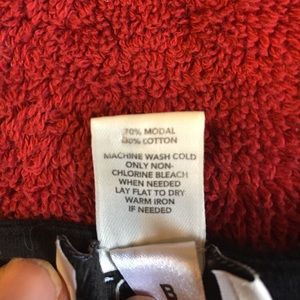 70% MODAL
30% COTTON
MACHINE WASH COLD
ONLY NON-
CHLORINE BLEACH
WHEN NEEDED
LAY FLAT TO DRY
WARM IRON
IF NEEDED
B